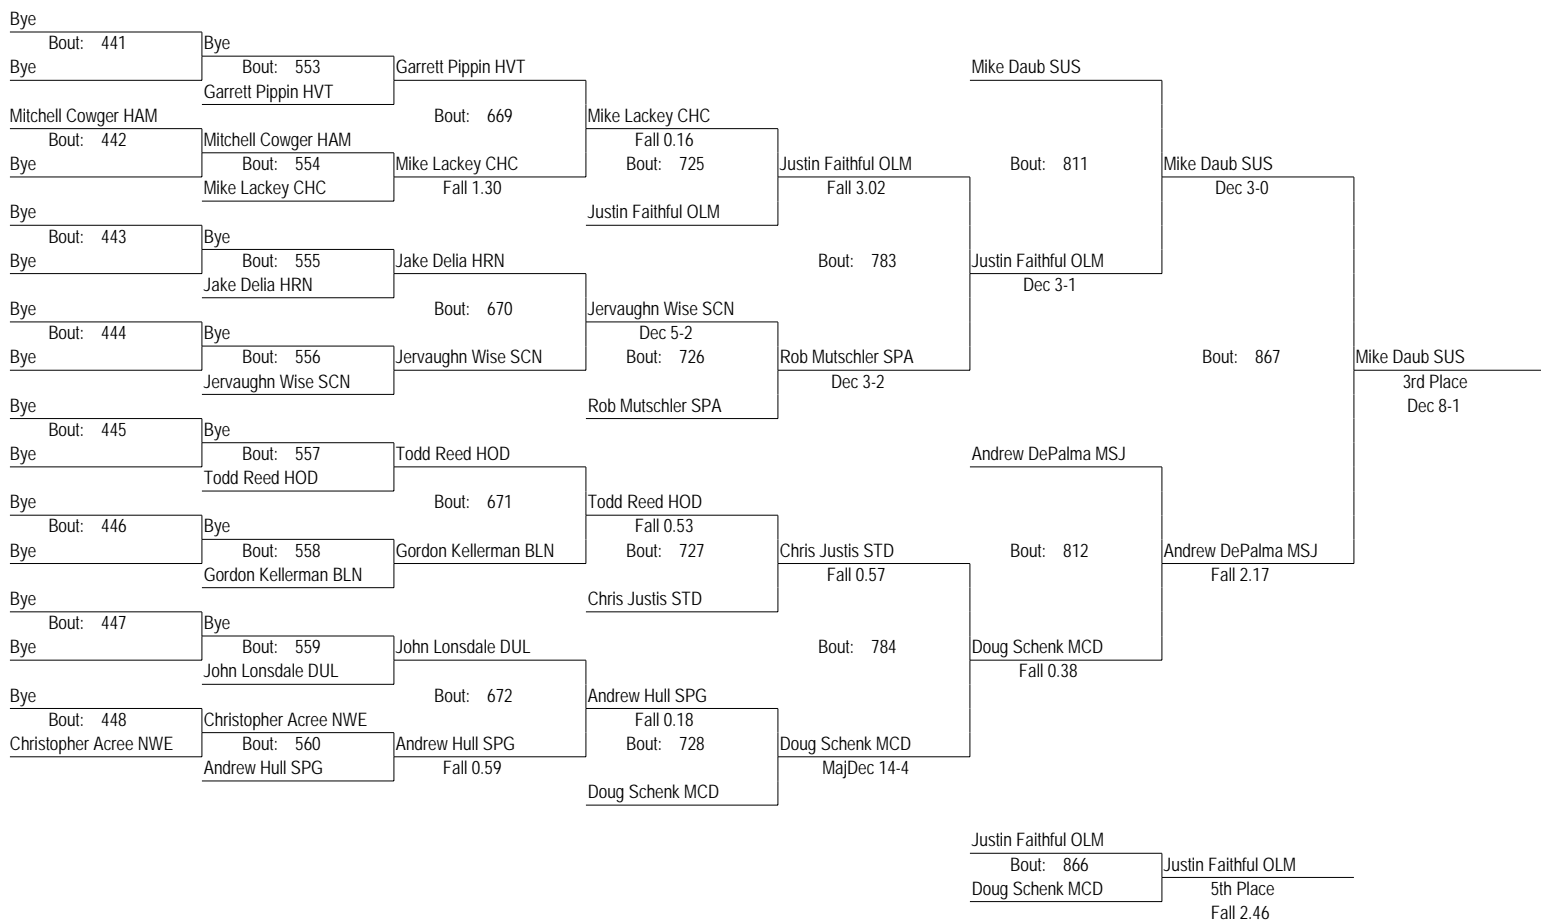 Bye
Bout: 441
Bye
Bye
Bout: 553
Garrett Pippin HVT
Garrett Pippin HVT
Mike Daub SUS
Mitchell Cowger HAM
Bout: 442
Bye
Mitchell Cowger HAM
Bout: 554
Mike Lackey CHC
Bout: 669
Mike Lackey CHC
Fall 1.30
Mike Lackey CHC
Fall 0.16
Bout: 725
Justin Faithful OLM
Justin Faithful OLM
Fall 3.02
Bout: 811
Mike Daub SUS
Dec 3-0
Bye
Bout: 443
Bye
Bye
Bout: 555
Jake Delia HRN
Jake Delia HRN
Bout: 783
Justin Faithful OLM
Dec 3-1
Bye
Bout: 444
Bye
Bye
Bout: 556
Jervaughn Wise SCN
Bout: 670
Jervaughn Wise SCN
Jervaughn Wise SCN
Dec 5-2
Bout: 726
Rob Mutschler SPA
Rob Mutschler SPA
Dec 3-2
Bout: 867
Mike Daub SUS
3rd Place
Dec 8-1
Bye
Bout: 445
Bye
Bye
Bout: 557
Todd Reed HOD
Todd Reed HOD
Andrew DePalma MSJ
Bye
Bout: 446
Bye
Bye
Bout: 558
Gordon Kellerman BLN
Bout: 671
Gordon Kellerman BLN
Todd Reed HOD
Fall 0.53
Bout: 727
Chris Justis STD
Chris Justis STD
Fall 0.57
Bout: 812
Andrew DePalma MSJ
Fall 2.17
Bye
Bout: 447
Bye
Bye
Bout: 559
John Lonsdale DUL
John Lonsdale DUL
Bout: 784
Doug Schenk MCD
Fall 0.38
Bye
Bout: 448
Christopher Acree NWE
Christopher Acree NWE
Bout: 560
Andrew Hull SPG
Bout: 672
Andrew Hull SPG
Fall 0.59
Andrew Hull SPG
Fall 0.18
Bout: 728
Doug Schenk MCD
Doug Schenk MCD
MajDec 14-4
Justin Faithful OLM
Bout: 866
Doug Schenk MCD
Justin Faithful OLM
5th Place
Fall 2.46